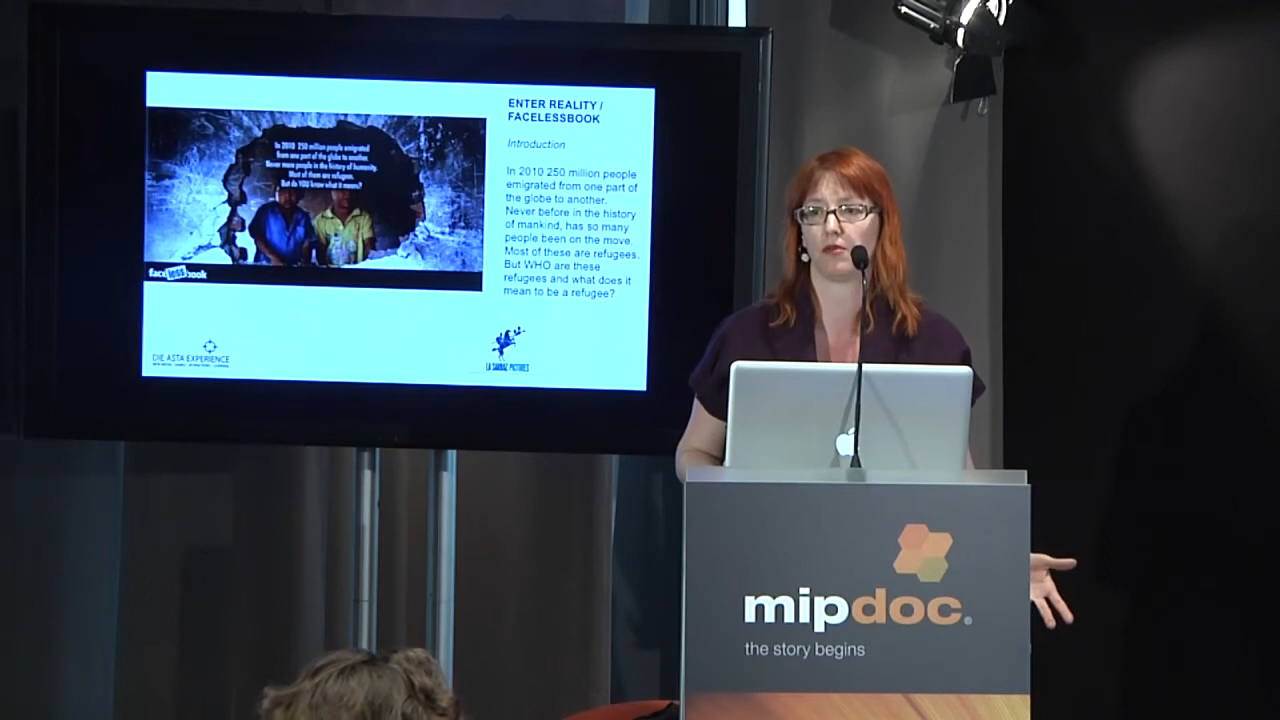 ENTER REALITY /
FACELESSBOOK
Introduction
In 2010 250 million people
emigrated from one part of
the globe to another.
Never before in the history
of mankind, has so many
people been on the move.
Most of these are refugees.
But WHO are these
refugees and what does it
mean to be a refugee?
In 2010 250 million people emigrated
from one part of the globe to another.
Never more people in the history of humanity.
Most of them are refugees.
But do YOU know what it means?
facelessbook
DIE ASTA EXPERIENCE
LA SARRAZ PICTURES
mipdoc®
the story begins